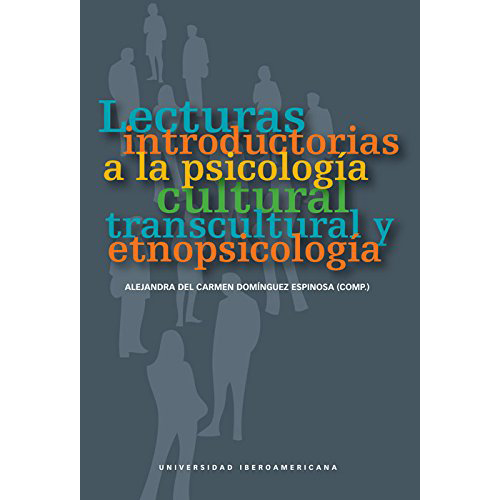 Lecturas
introductorias
a la psicología
cultural
transcultural y
etnopsicología
ALEJANDRA DEL CARMEN DOMÍNGUEZ ESPINOSA (COMP.)
UNIVERSIDAD IBEROAMERICANA